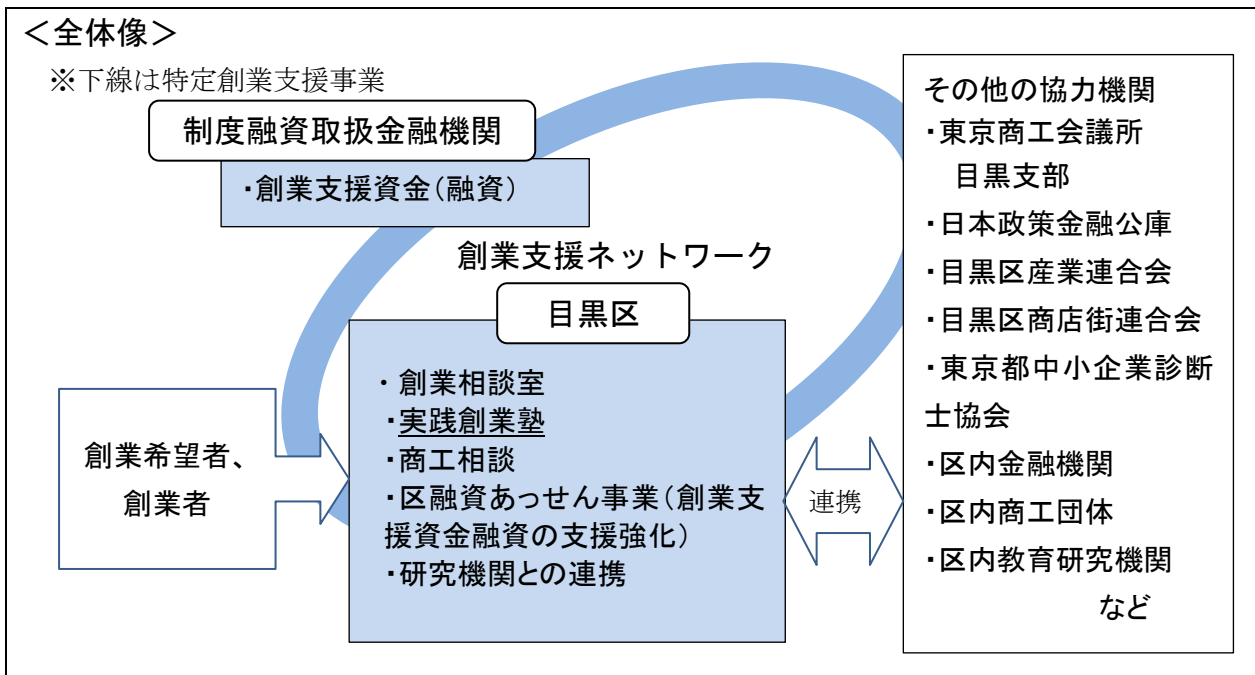 ＜全体像＞
※下線は特定創業支援事業
制度融資取扱金融機関
・創業支援資金（融資）
創業支援ネットワーク
目黒区
・創業相談室
・実践創業塾
・商工相談
・区融資あっせん事業（創業支
援資金融資の支援強化）
・研究機関との連携
創業希望者、
創業者
連携
その他の協力機関
・東京商工会議所
目黒支部
・日本政策金融公庫
・目黒区産業連合会
・目黒区商店街連合会
・東京都中小企業診断
士協会
・区内金融機関
・区内商工団体
・区内教育研究機関
など